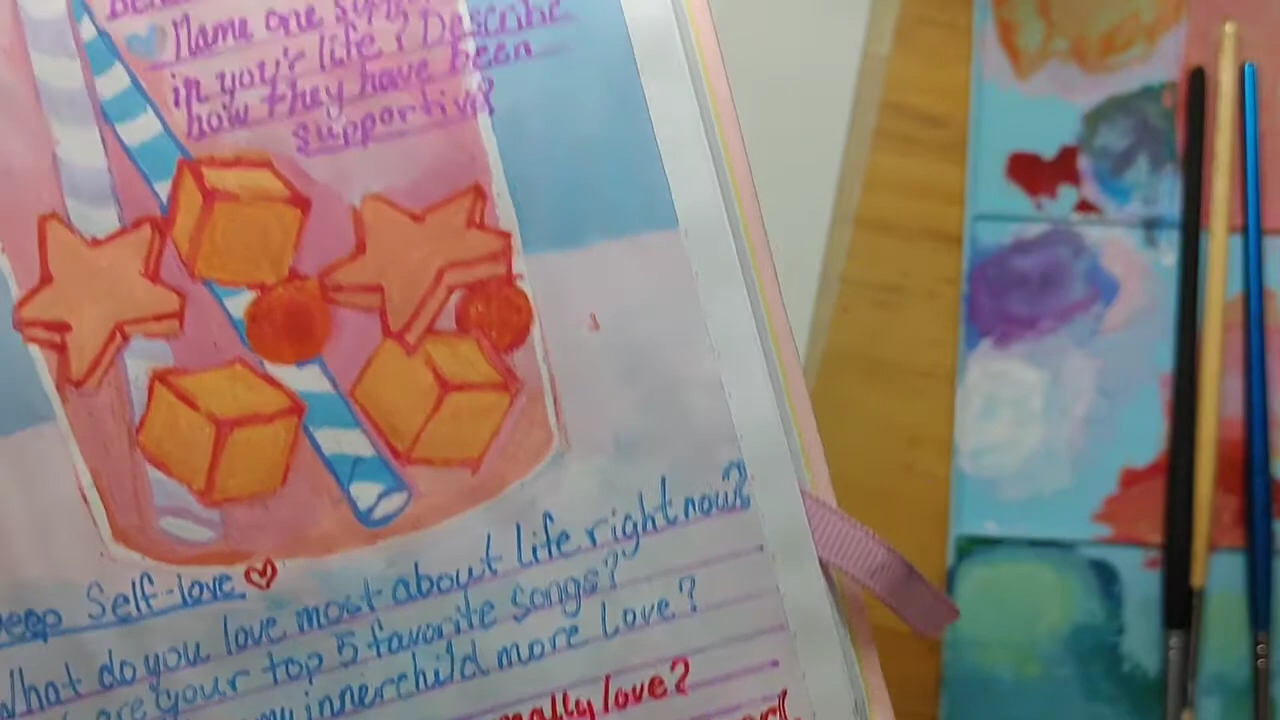 Name one
in your life? Describe
how they have been
supportive?
Self-love
What do you love most about life right now?
are your top 5 favorite songs?
my innerchild more Love?
love?